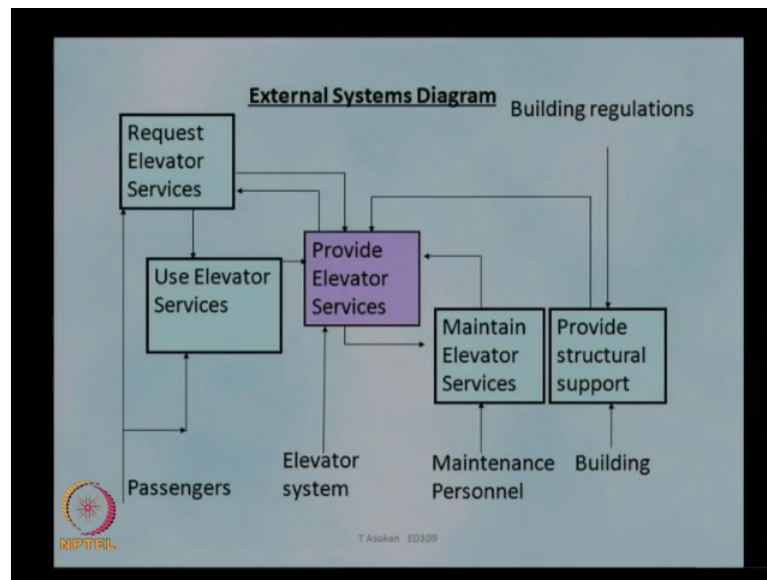 External Systems Diagram
Building regulations
Request
Elevator
Services
Use Elevator
Services
Provide
Elevator
Services
Maintain
Elevator
Services
Provide
structural
support
Passengers
Elevator
system
Maintenance
Personnel
Building
NPTEL
T Asokan ED309